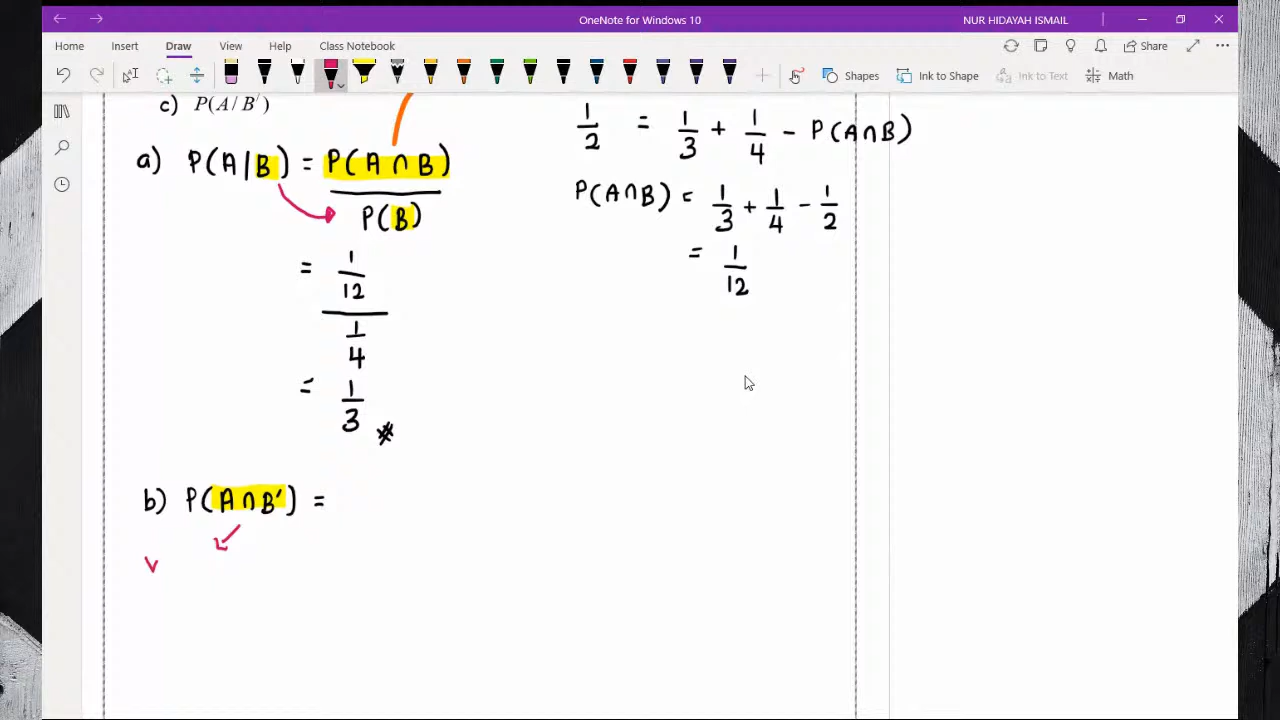 OneNote for Windows 10
NUR HIDAYAH ISMAIL
Home Insert Draw View Help Class Notebook
Share
Shapes Ink to Shape Ink to Text Math
c) P(A/B')
1/2 = 1/3 + 1/4 - P(A∩B)
P(A∩B) = 1/3 + 1/4 - 1/2
= 1/12
a) P(A|B) = P(A∩B)
P(B)
= 1/12
1/4
= 1/3 #
b) P(A∩B') =
v